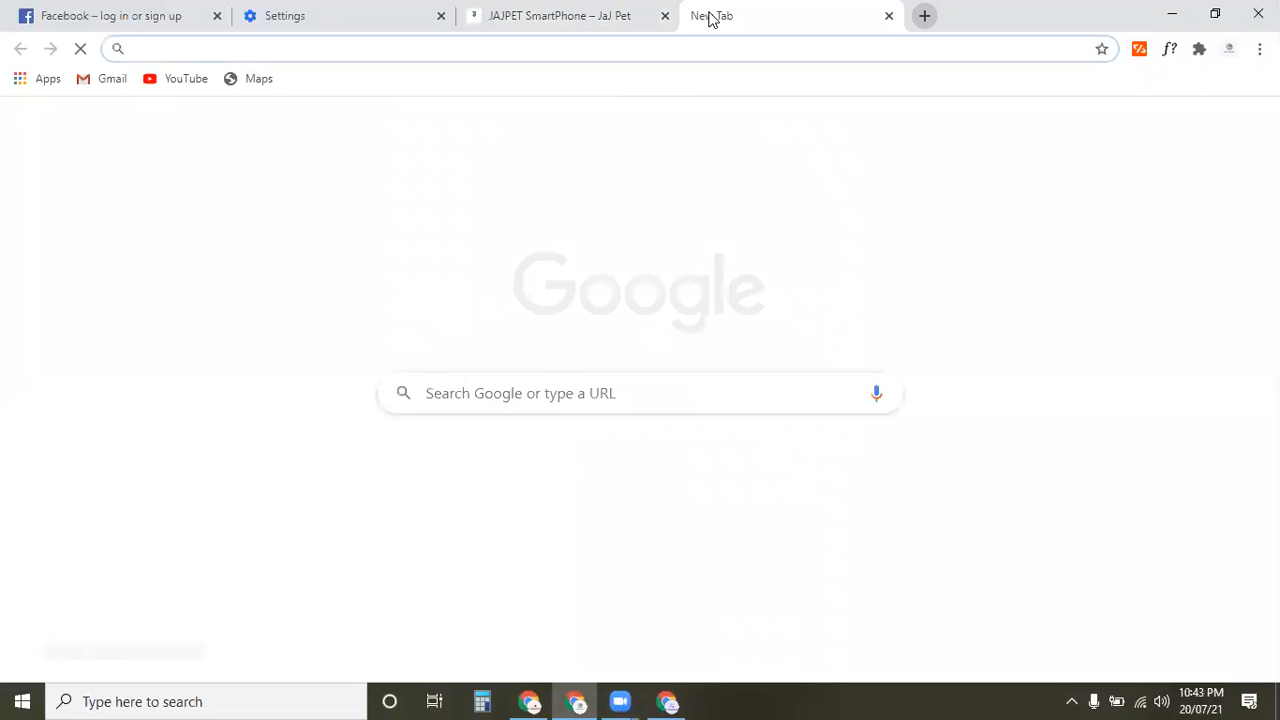 Facebook – log in or sign up
Settings
JAJPET SmartPhone – JaJ Pet
New Tab
f?
Apps
Gmail
YouTube
Maps
Google
Search Google or type a URL
Type here to search
10:43 PM
20/07/21